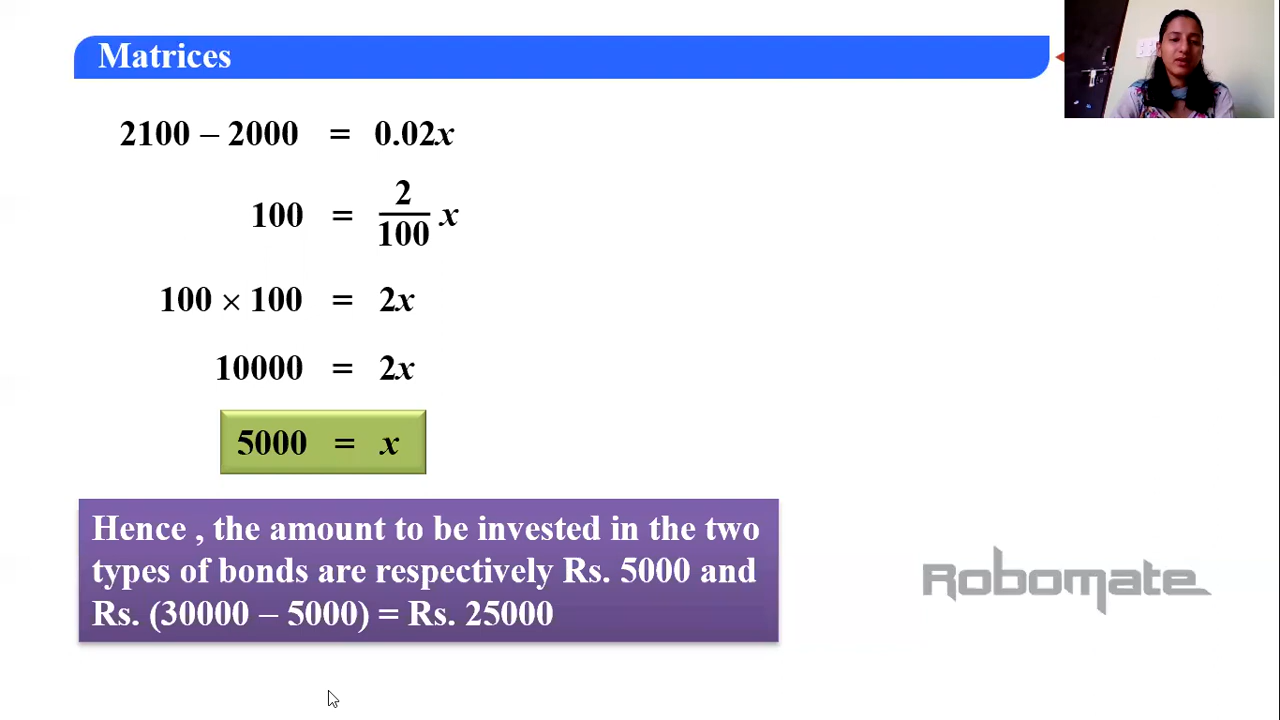 Matrices
2100 – 2000 = 0.02x
100 = 2/100 x
100 × 100 = 2x
10000 = 2x
5000 = x
Hence , the amount to be invested in the two
types of bonds are respectively Rs. 5000 and
Rs. (30000 – 5000) = Rs. 25000
Robomate